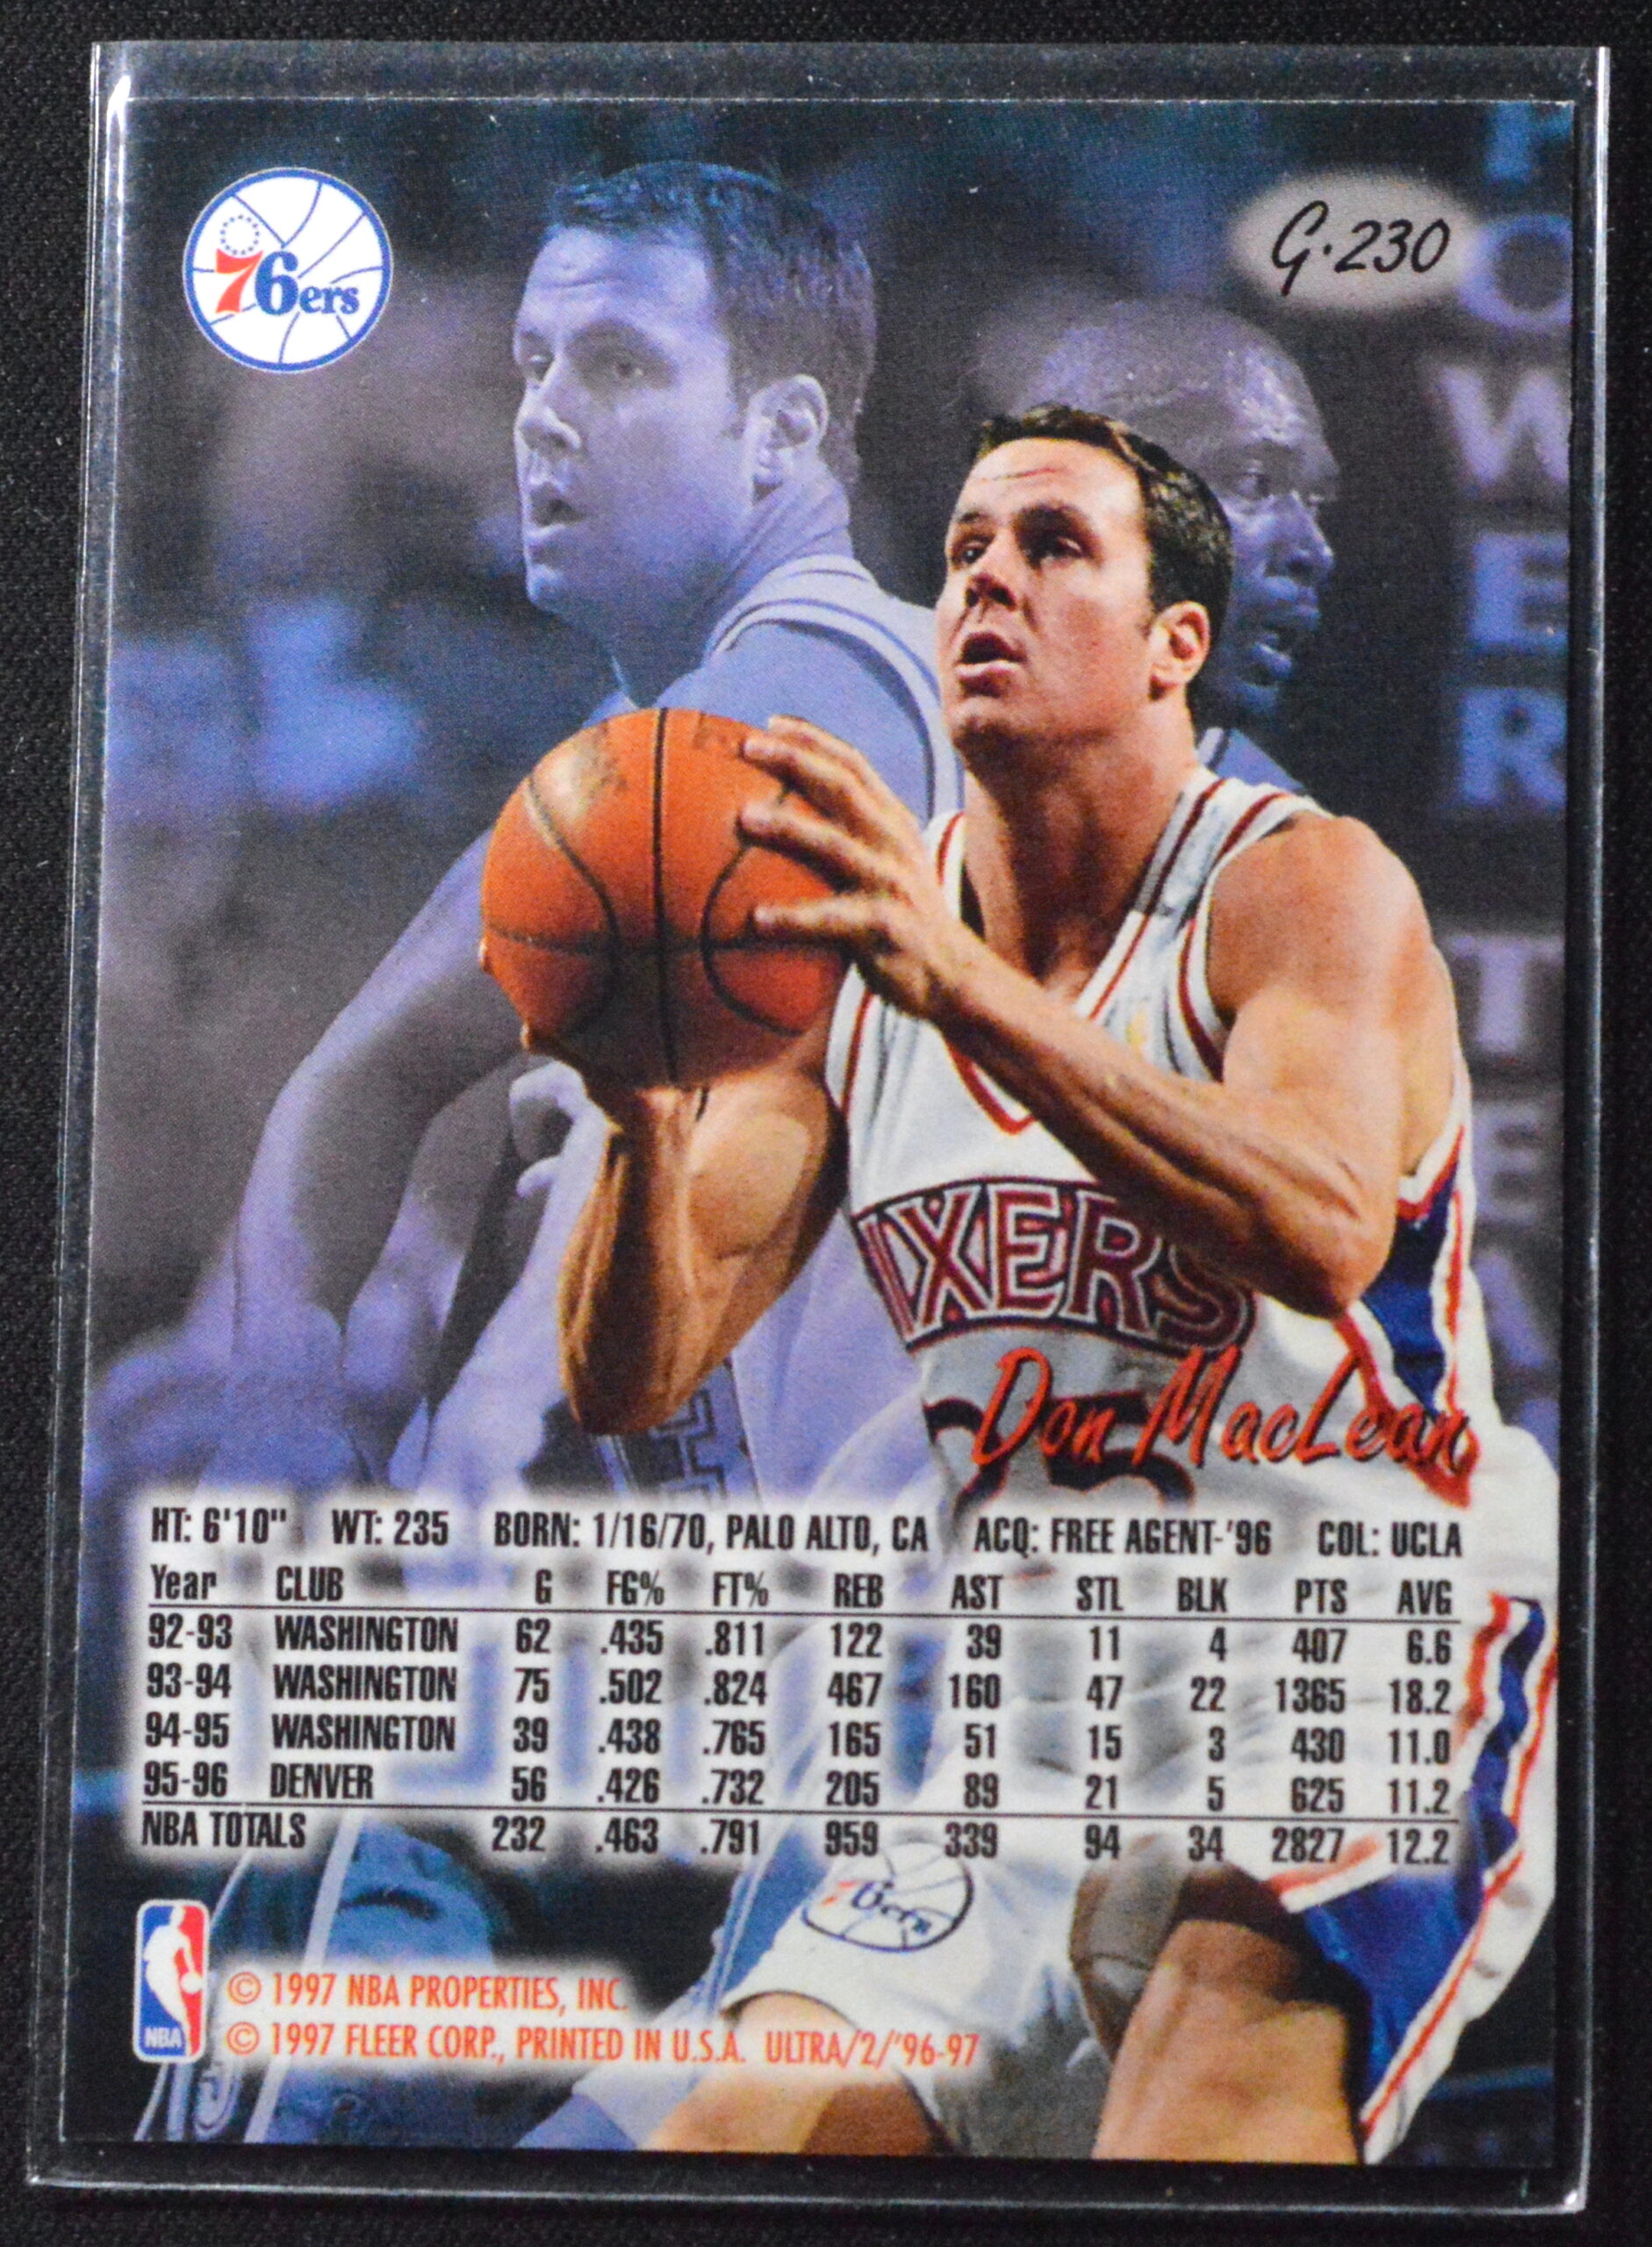 76ers
G·230
POWER
TEA
IXERS
Don MacLean
HT: 6'10" WT: 235 BORN: 1/16/70, PALO ALTO, CA ACQ: FREE AGENT-'96 COL: UCLA
Year CLUB G FG% FT% REB AST STL BLK PTS AVG
92-93 WASHINGTON 62 .435 .811 122 39 11 4 407 6.6
93-94 WASHINGTON 75 .502 .824 467 160 47 22 1365 18.2
94-95 WASHINGTON 39 .438 .765 165 51 15 3 430 11.0
95-96 DENVER 56 .426 .732 205 89 21 5 625 11.2
NBA TOTALS 232 .463 .791 959 339 94 34 2827 12.2
76ers
NBA
© 1997 NBA PROPERTIES, INC.
© 1997 FLEER CORP., PRINTED IN U.S.A. ULTRA/2/'96-97